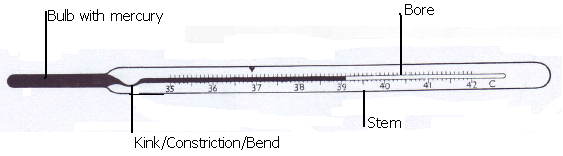 Bulb with mercury
Bore
35 36 37 38 39 40 41 42 C
Stem
Kink/Constriction/Bend